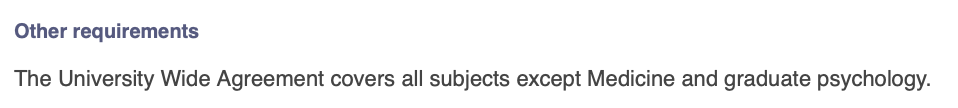 Other requirements
The University Wide Agreement covers all subjects except Medicine and graduate psychology.